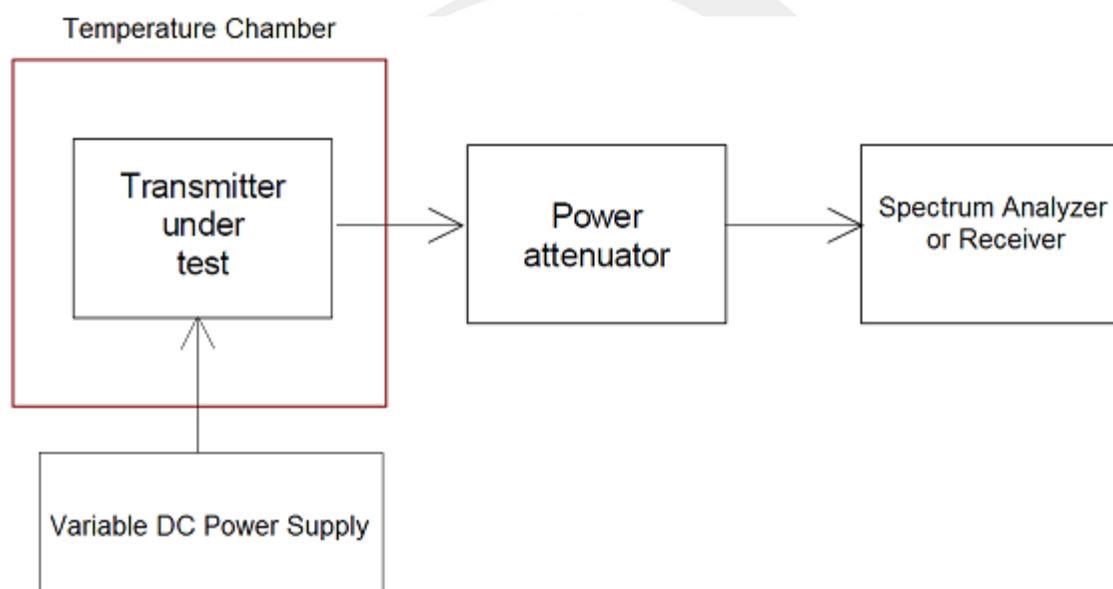 Temperature Chamber
Transmitter
under
test
Power
attenuator
Spectrum Analyzer
or Receiver
Variable DC Power Supply